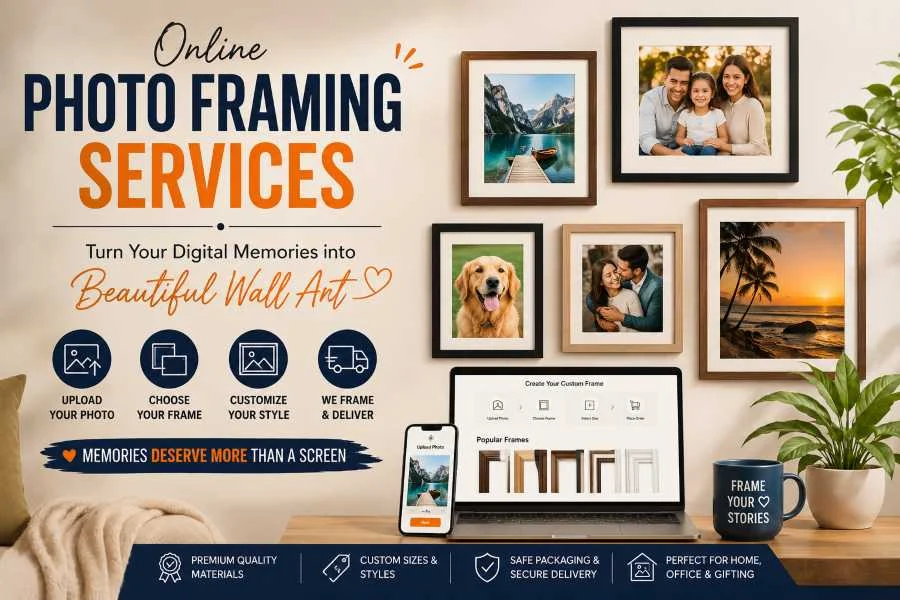 Online
PHOTO FRAMING
SERVICES
Turn Your Digital Memories into
Beautiful Wall Art
UPLOAD
YOUR PHOTO
CHOOSE
YOUR FRAME
CUSTOMIZE
YOUR STYLE
WE FRAME
& DELIVER
MEMORIES DESERVE MORE THAN A SCREEN
Create Your Custom Frame
Upload Photo
Choose Frame
Select Size
Place Order
Popular Frames
Upload Photo
Next
FRAME
YOUR
STORIES
PREMIUM QUALITY
MATERIALS
CUSTOM SIZES &
STYLES
SAFE PACKAGING &
SECURE DELIVERY
PERFECT FOR HOME,
OFFICE & GIFTING